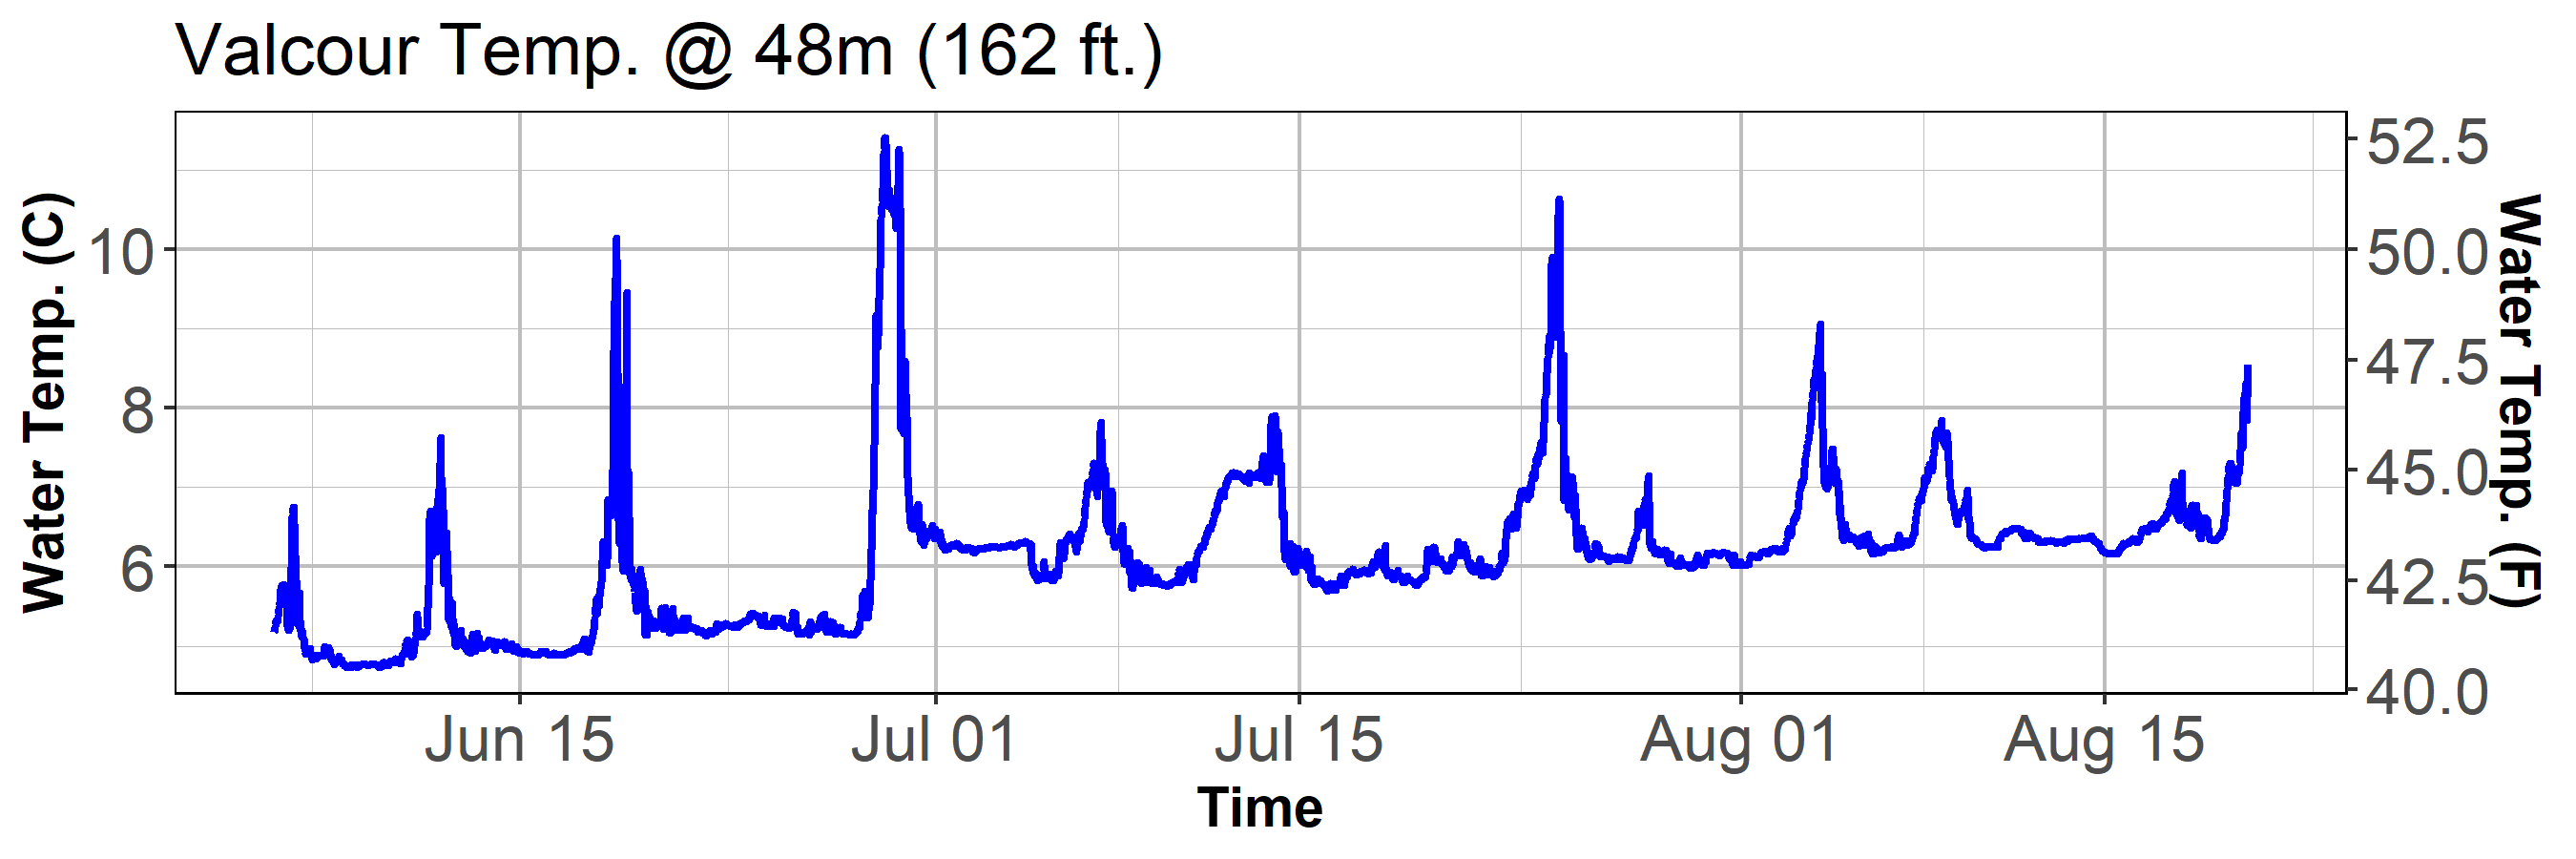 Valcour Temp. @ 48m (162 ft.)
Water Temp. (C)
10
8
6
52.5
50.0
47.5
45.0
42.5
40.0
Water Temp. (F)
Jun 15 Jul 01 Jul 15 Aug 01 Aug 15
Time